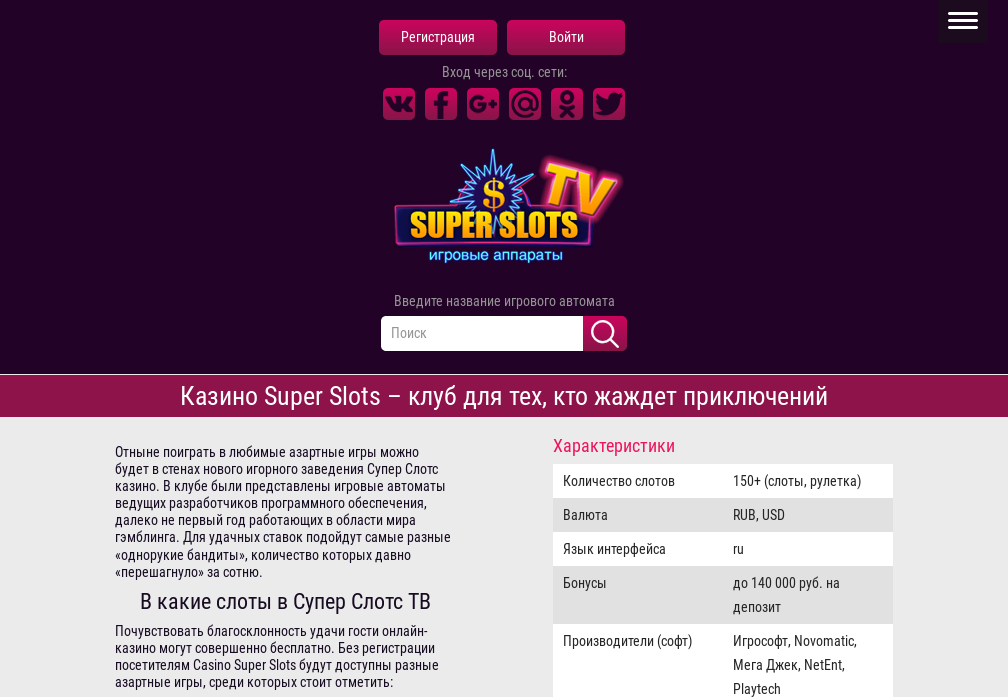 Регистрация
Войти
Вход через соц. сети:
$
TV
SUPER SLOTS
игровые аппараты
Введите название игрового автомата
Поиск
Казино Super Slots – клуб для тех, кто жаждет приключений
Отныне поиграть в любимые азартные игры можно
будет в стенах нового игорного заведения Супер Слотс
казино. В клубе были представлены игровые автоматы
ведущих разработчиков программного обеспечения,
далеко не первый год работающих в области мира
гэмблинга. Для удачных ставок подойдут самые разные
«однорукие бандиты», количество которых давно
«перешагнуло» за сотню.
В какие слоты в Супер Слотс ТВ
Почувствовать благосклонность удачи гости онлайн-
казино могут совершенно бесплатно. Без регистрации
посетителям Casino Super Slots будут доступны разные
азартные игры, среди которых стоит отметить:
Характеристики
Количество слотов 150+ (слоты, рулетка)
Валюта RUB, USD
Язык интерфейса ru
Бонусы до 140 000 руб. на
депозит
Производители (софт) Игрософт, Novomatic,
Мега Джек, NetEnt,
Playtech